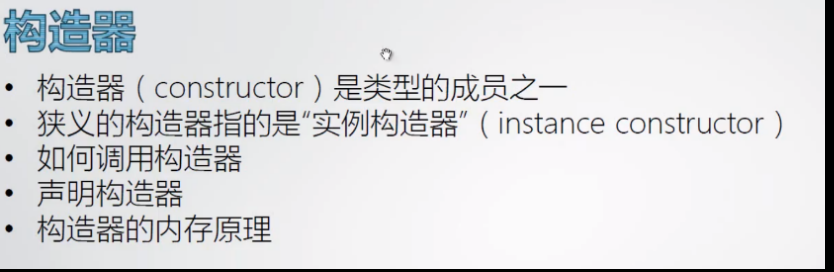 构造器
• 构造器（constructor）是类型的成员之一
• 狭义的构造器指的是“实例构造器”（instance constructor）
• 如何调用构造器
• 声明构造器
• 构造器的内存原理